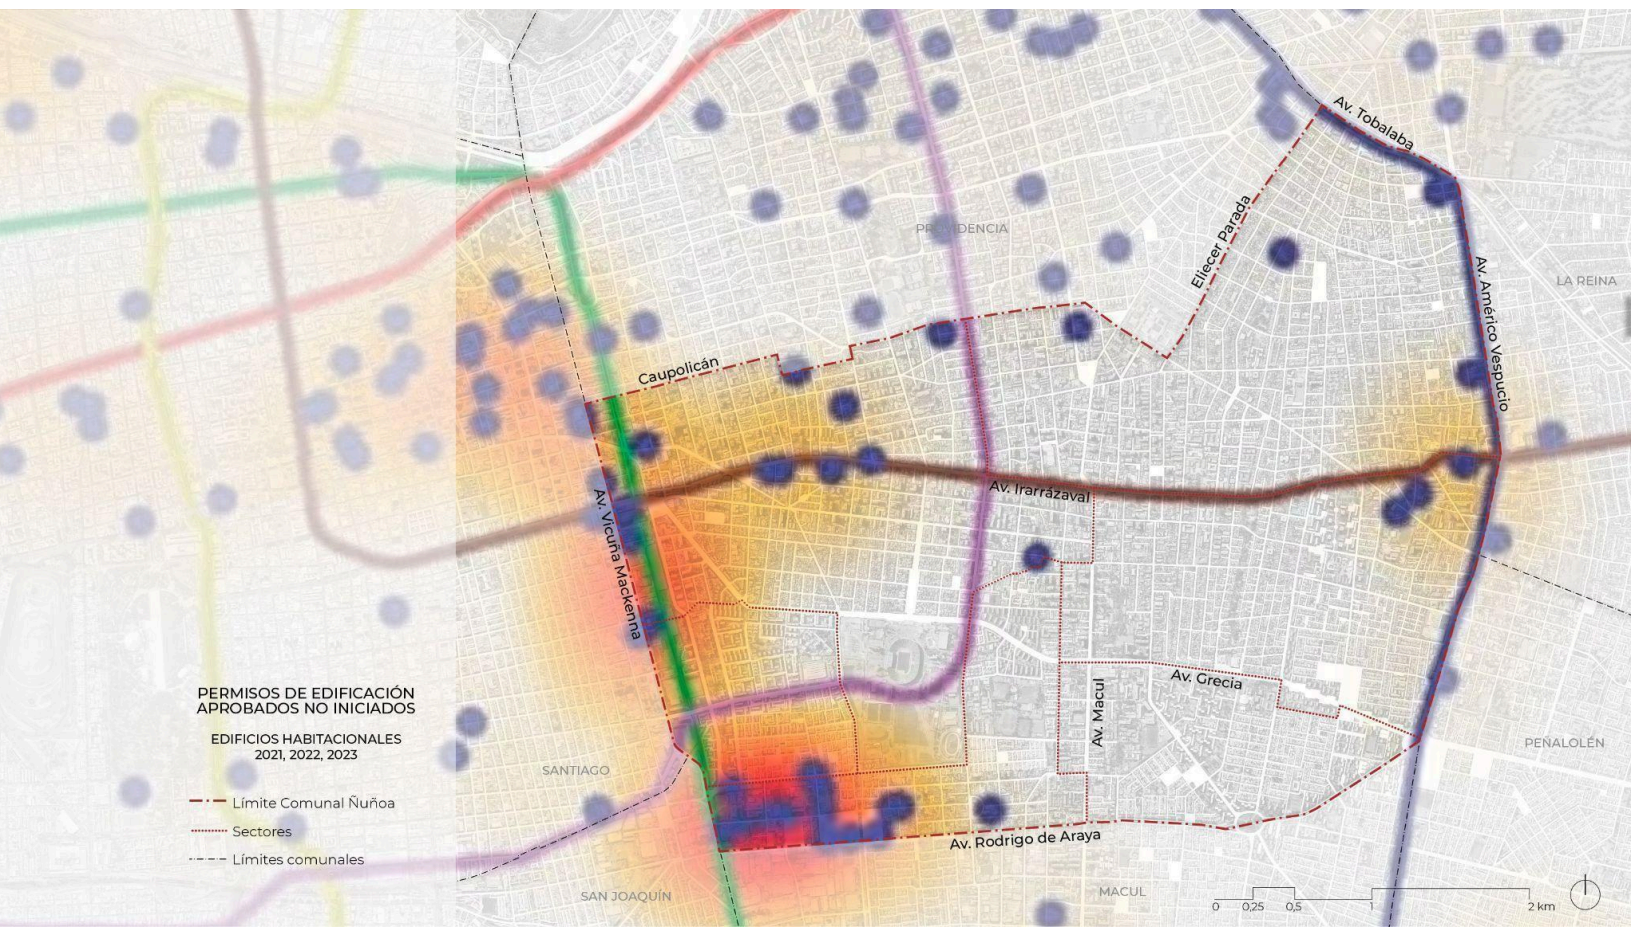 Av. Tobalaba
Eliecer Parada
PROVIDENCIA
LA REINA
Av. Américo Vespucio
Caupolicán
Av. Irarrázaval
Av. Vicuña Mackenna
Av. Grecia
Av. Macul
PERMISOS DE EDIFICACIÓN
APROBADOS NO INICIADOS
EDIFICIOS HABITACIONALES
2021, 2022, 2023
Límite Comunal Ñuñoa
Sectores
Límites comunales
SANTIAGO
PEÑALOLÉN
Av. Rodrigo de Araya
SAN JOAQUÍN
MACUL
0 0,25 0,5 1 2 km